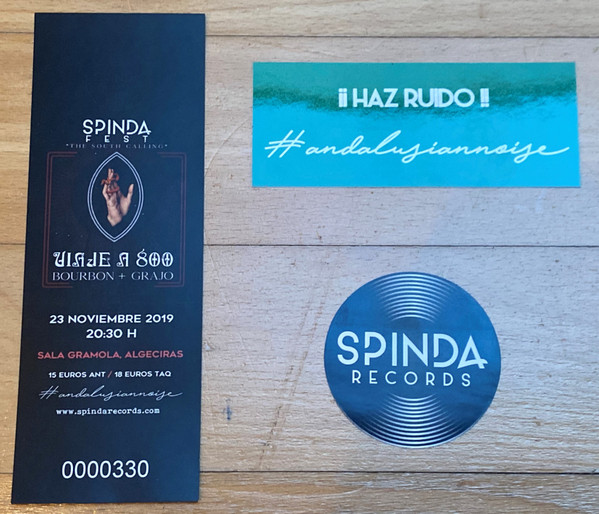 SPINDA
FEST
"THE SOUTH CALLING"
VIAJE A 800
BOURBON + GRAJO
23 NOVIEMBRE 2019
20:30 H
SALA GRAMOLA, ALGECIRAS
15 EUROS ANT / 18 EUROS TAQ
#andalusiannoise
www.spindarecords.com
0000330
¡¡ HAZ RUIDO !!
#andalusiannoise
SPINDA
RECORDS